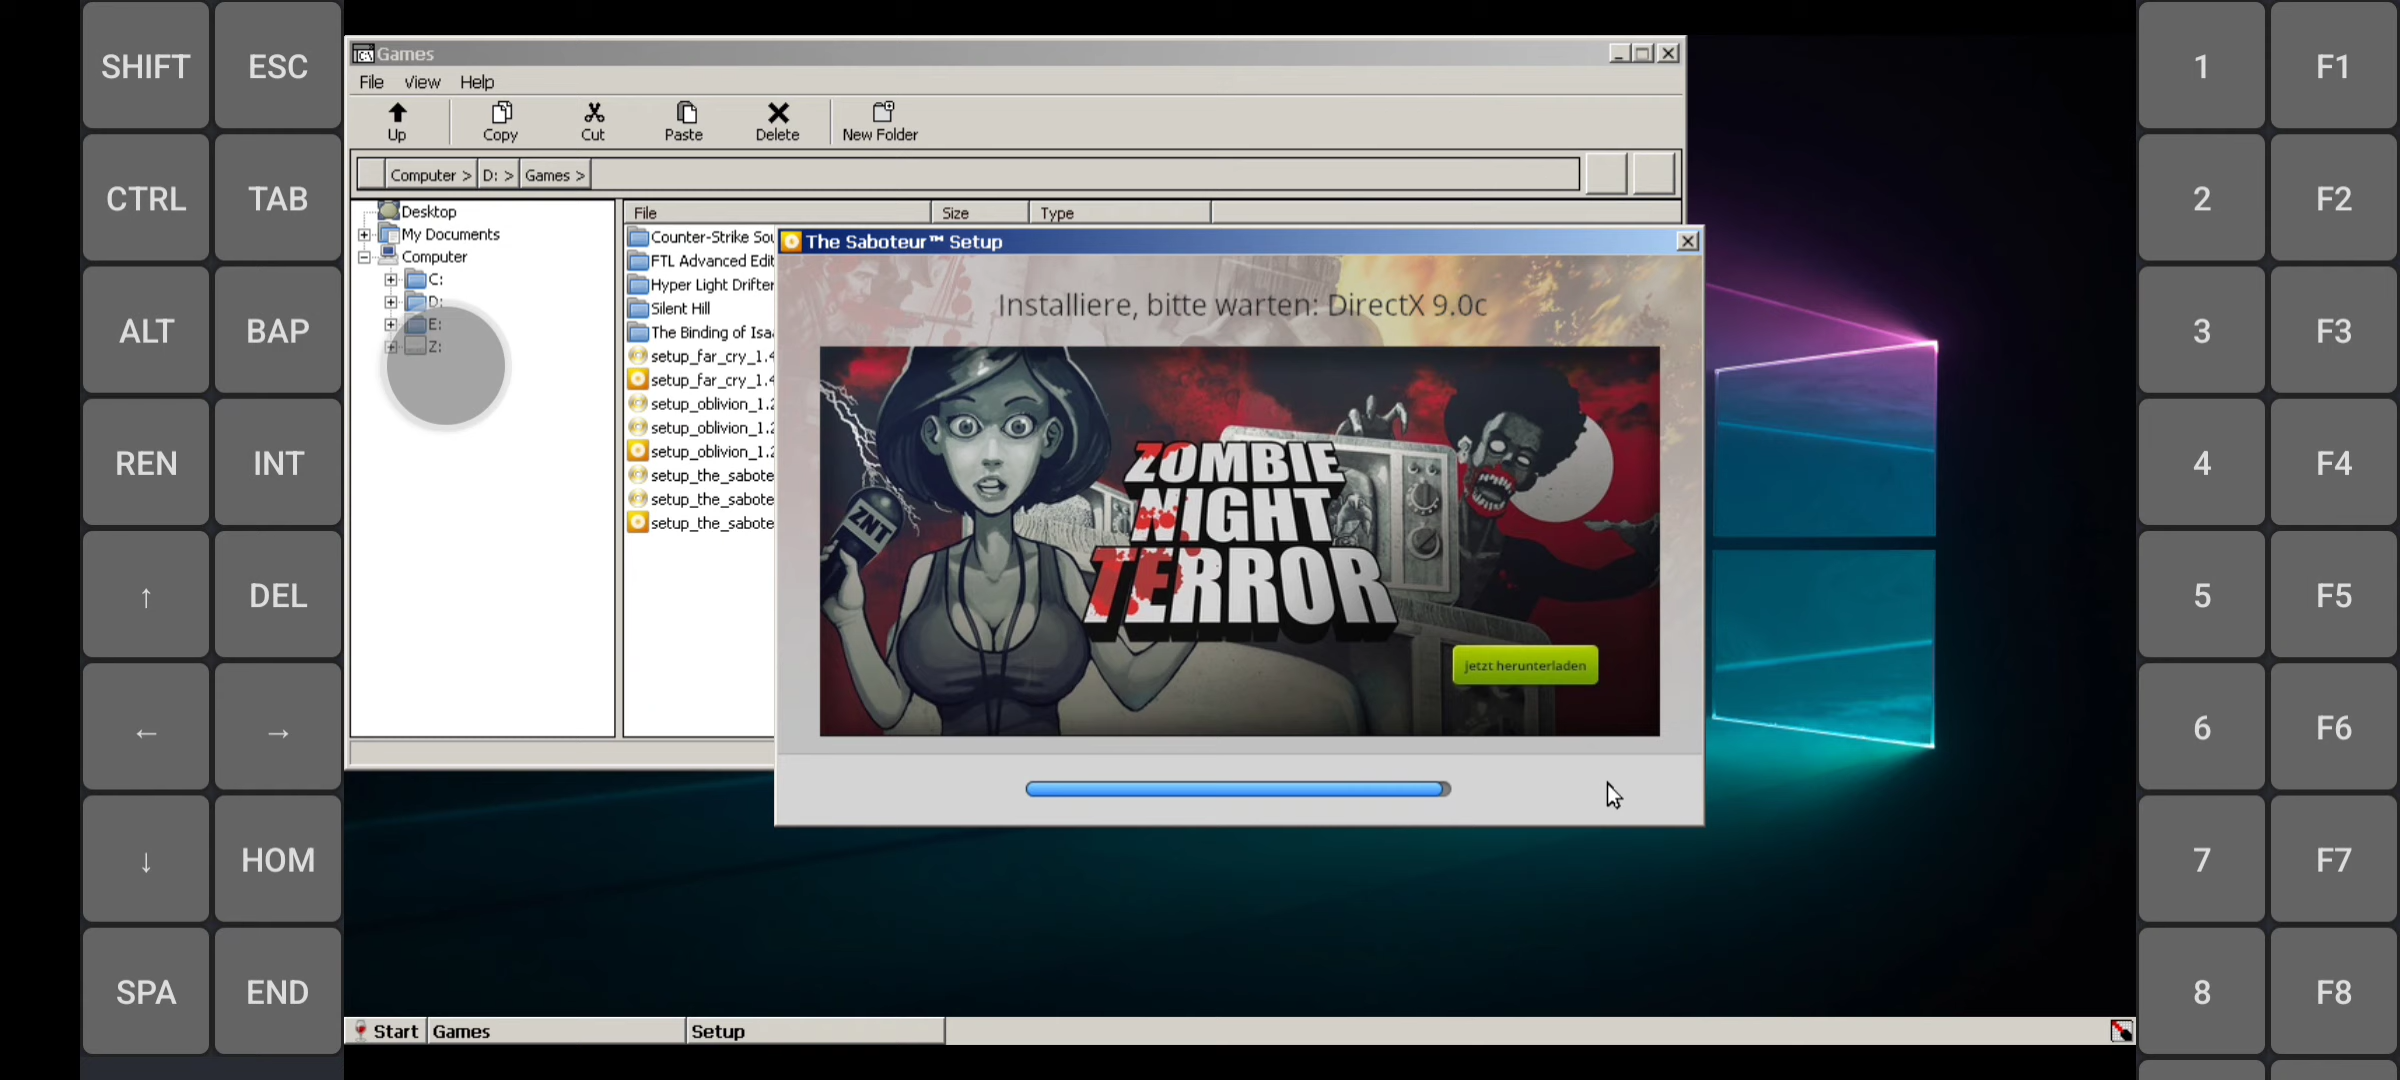 SHIFT
ESC
CTRL
TAB
ALT
BAP
REN
INT
↑
DEL
←
→
↓
HOM
SPA
END
Games
File View Help
Up
Copy
Cut
Paste
Delete
New Folder
Computer > D: > Games >
Desktop
My Documents
Computer
C:
D:
E:
Z:
File Size Type
Counter-Strike Sou
FTL Advanced Edit
Hyper Light Drifter
Silent Hill
The Binding of Isaa
setup_far_cry_1.4
setup_far_cry_1.4
setup_oblivion_1.2
setup_oblivion_1.2
setup_oblivion_1.2
setup_the_sabote
setup_the_sabote
setup_the_sabote
The Saboteur™ Setup
Installiere, bitte warten: DirectX 9.0c
ZNT
ZOMBIE
NIGHT
TERROR
Jetzt herunterladen
Start
Games
Setup
1
F1
2
F2
3
F3
4
F4
5
F5
6
F6
7
F7
8
F8